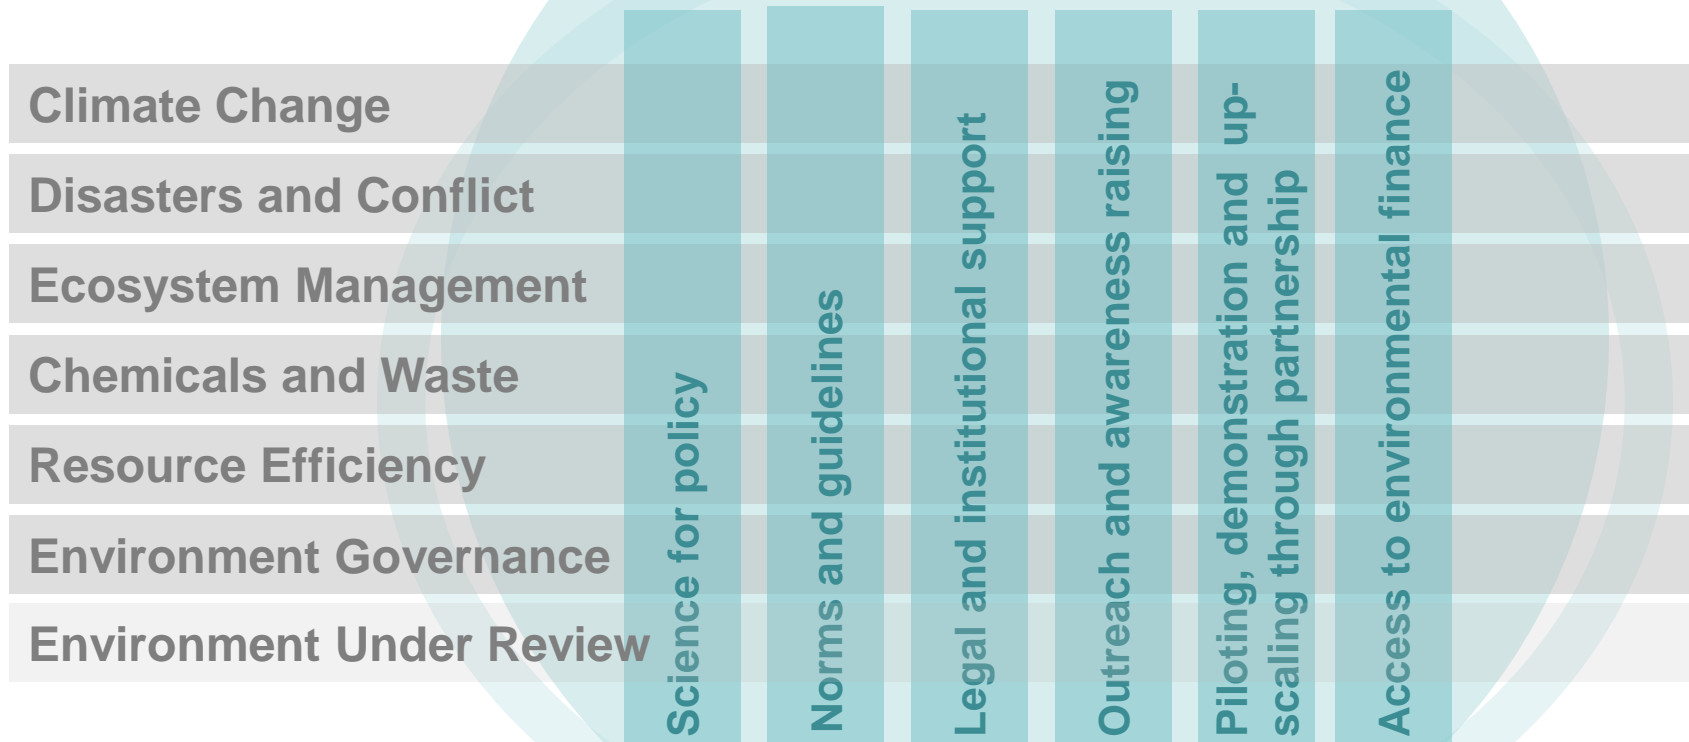 Climate Change
Disasters and Conflict
Ecosystem Management
Chemicals and Waste
Resource Efficiency
Environment Governance
Environment Under Review
Science for policy
Norms and guidelines
Legal and institutional support
Outreach and awareness raising
Piloting, demonstration and up-
scaling through partnership
Access to environmental finance